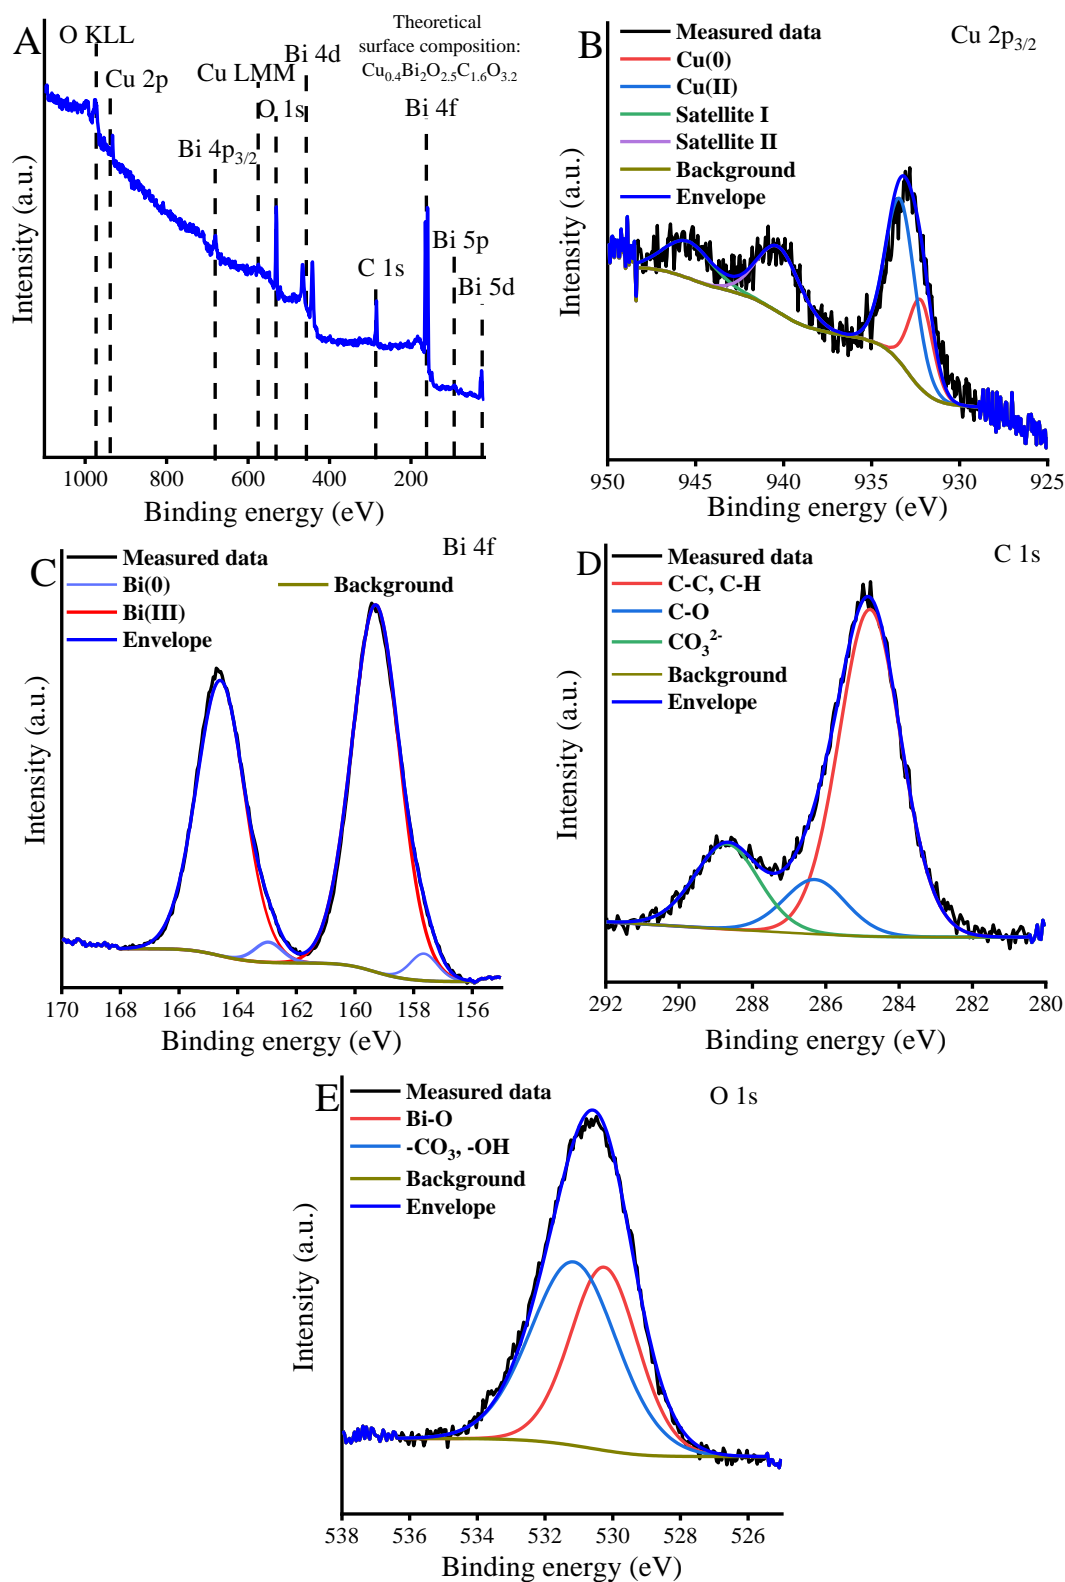 A
O KLL
Cu 2p
Bi 4p3/2
Cu LMM
O 1s
Bi 4d
Theoretical
surface composition:
Cu0.4Bi2O2.5C1.6O3.2
Bi 4f
C 1s
Bi 5p
Bi 5d
Intensity (a.u.)
1000 800 600 400 200
Binding energy (eV)
B
Cu 2p3/2
Measured data
Cu(0)
Cu(II)
Satellite I
Satellite II
Background
Envelope
Intensity (a.u.)
950 945 940 935 930 925
Binding energy (eV)
C
Bi 4f
Measured data
Bi(0)
Background
Bi(III)
Envelope
Intensity (a.u.)
170 168 166 164 162 160 158 156
Binding energy (eV)
D
C 1s
Measured data
C-C, C-H
C-O
CO3^2-
Background
Envelope
Intensity (a.u.)
292 290 288 286 284 282 280
Binding energy (eV)
E
O 1s
Measured data
Bi-O
-CO3, -OH
Background
Envelope
Intensity (a.u.)
538 536 534 532 530 528 526
Binding energy (eV)